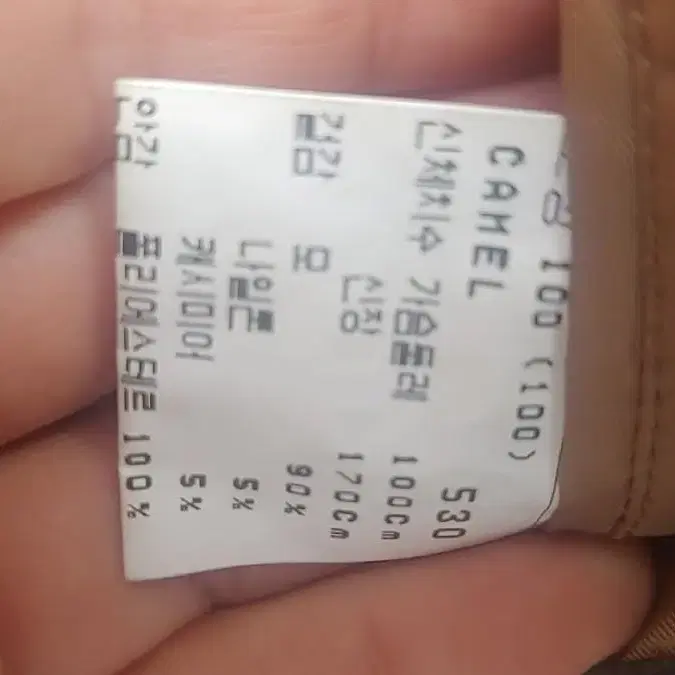 100 (100)
CAMEL 530
신체치수 가슴둘레 100Cm
신장 170Cm
겉감 모 90%
나일론 5%
캐시미어 5%
안감 폴리에스테르 100%